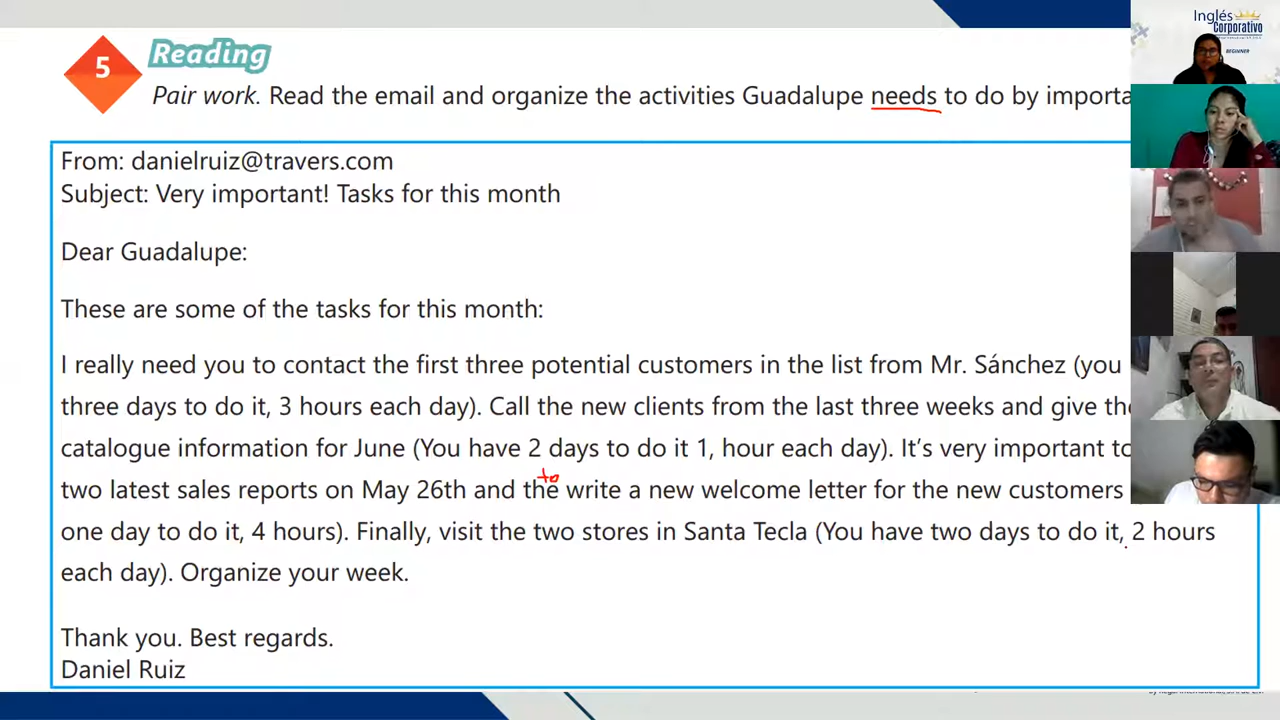 Inglés
Corporativo
BEGINNER
5
Reading
Pair work. Read the email and organize the activities Guadalupe needs to do by importa
From: danielruiz@travers.com
Subject: Very important! Tasks for this month
Dear Guadalupe:
These are some of the tasks for this month:
I really need you to contact the first three potential customers in the list from Mr. Sánchez (you
three days to do it, 3 hours each day). Call the new clients from the last three weeks and give the
catalogue information for June (You have 2 days to do it 1, hour each day). It's very important to
to
two latest sales reports on May 26th and the write a new welcome letter for the new customers
one day to do it, 4 hours). Finally, visit the two stores in Santa Tecla (You have two days to do it, 2 hours
each day). Organize your week.
Thank you. Best regards.
Daniel Ruiz